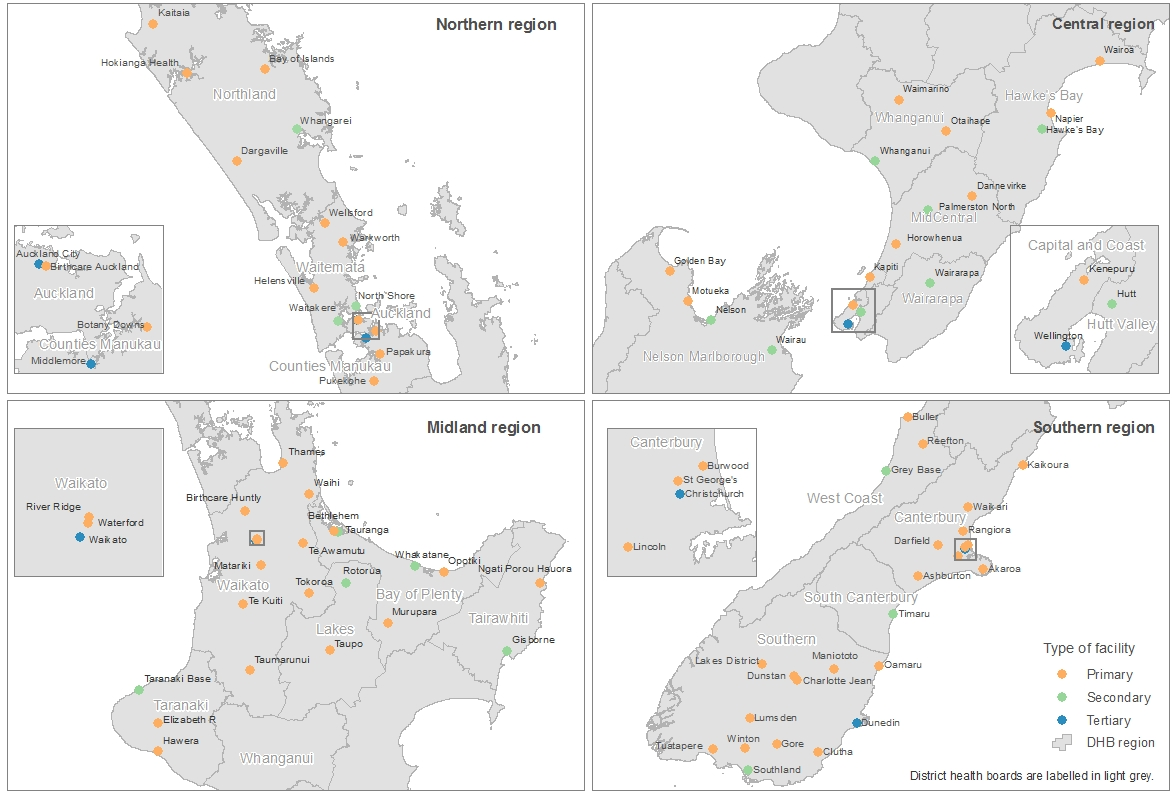 Northern region
Kaitaia
Hokianga Health
Bay of Islands
Northland
Whangarei
Dargaville
Wellsford
Warkworth
Waitemata
Helensville
North Shore
Waitakere
Auckland
Papakura
Counties Manukau
Pukekohe
Auckland City
Birthcare Auckland
Auckland
Botany Downs
Counties Manukau
Middlemore
Central region
Wairoa
Waimarino
Hawke's Bay
Whanganui
Otaihape
Napier
Hawke's Bay
Whanganui
Dannevirke
Palmerston North
MidCentral
Horowhenua
Kapiti
Wairarapa
Wairarapa
Golden Bay
Motueka
Nelson
Wairau
Nelson Marlborough
Capital and Coast
Kenepuru
Hutt
Hutt Valley
Wellington
Midland region
Thames
Waihi
Birthcare Huntly
Bethlehem
Tauranga
Te Awamutu
Whakatane
Opotiki
Matariki
Rotorua
Ngati Porou Hauora
Waikato
Tokoroa
Bay of Plenty
Te Kuiti
Murupara
Tairawhiti
Lakes
Gisborne
Taupo
Taumarunui
Taranaki Base
Taranaki
Elizabeth R
Hawera
Whanganui
Waikato
River Ridge
Waterford
Waikato
Southern region
Buller
Reefton
Kaikoura
Grey Base
West Coast
Waikari
Canterbury
Rangiora
Darfield
Akaroa
Ashburton
South Canterbury
Timaru
Southern
Maniototo
Lakes District
Oamaru
Dunstan
Charlotte Jean
Lumsden
Dunedin
Winton
Gore
Tuatapere
Clutha
Southland
Canterbury
Burwood
St George's
Christchurch
Lincoln
Type of facility
Primary
Secondary
Tertiary
DHB region
District health boards are labelled in light grey.